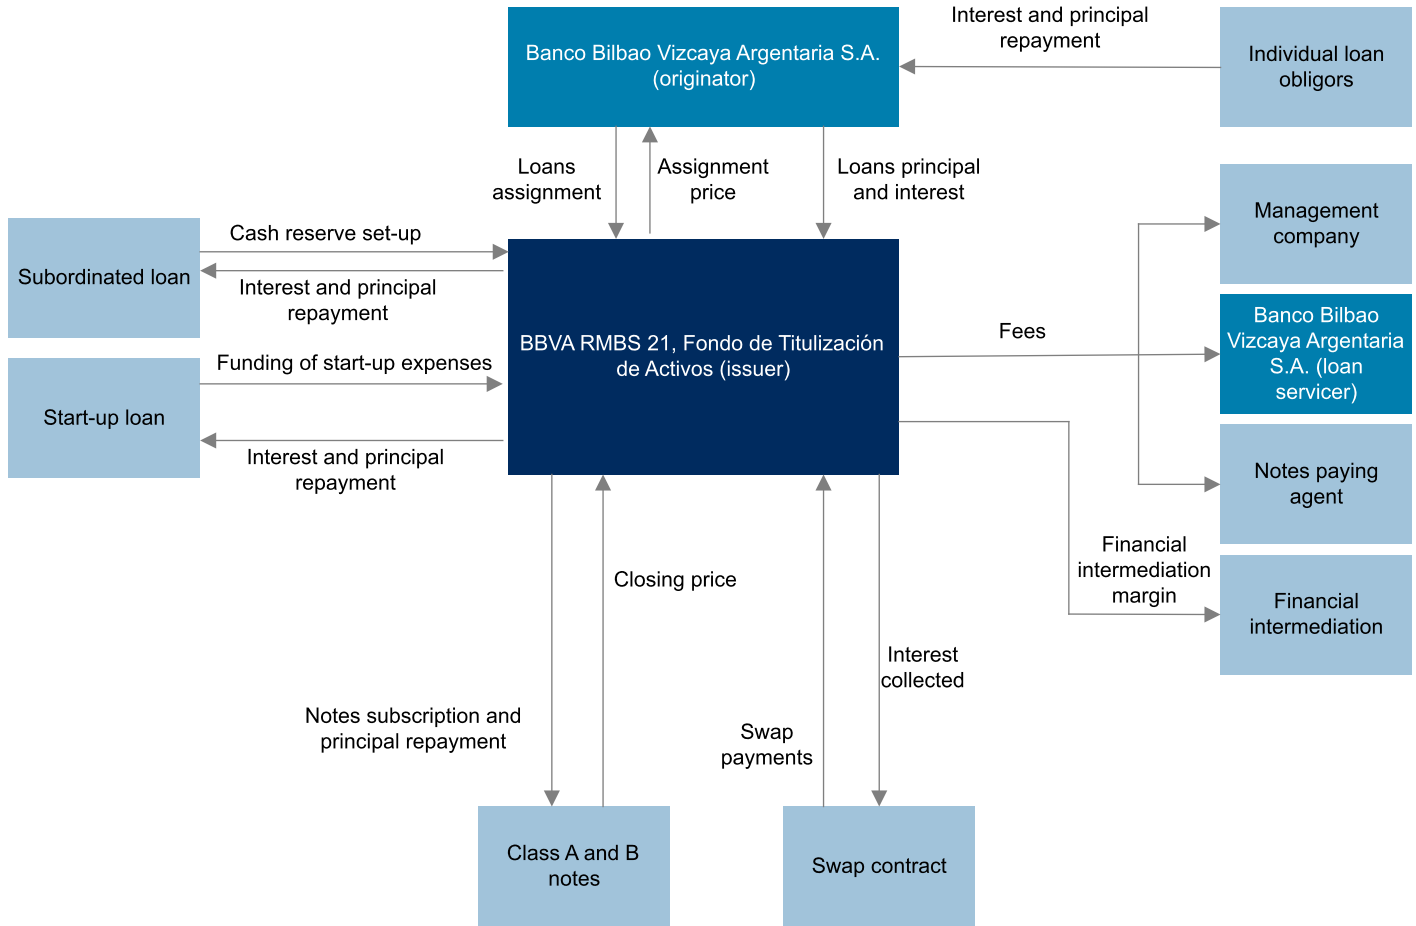 Interest and principal
repayment
Banco Bilbao Vizcaya Argentaria S.A.
(originator)
Individual loan
obligors
Loans
assignment
Assignment
price
Loans principal
and interest
Management
company
Cash reserve set-up
Subordinated loan
Interest and principal
repayment
Banco Bilbao
Vizcaya Argentaria
S.A. (loan
servicer)
Fees
BBVA RMBS 21, Fondo de Titulización
de Activos (issuer)
Funding of start-up expenses
Start-up loan
Interest and principal
repayment
Notes paying
agent
Financial
intermediation
margin
Financial
intermediation
Closing price
Interest
collected
Notes subscription and
principal repayment
Swap
payments
Class A and B
notes
Swap contract